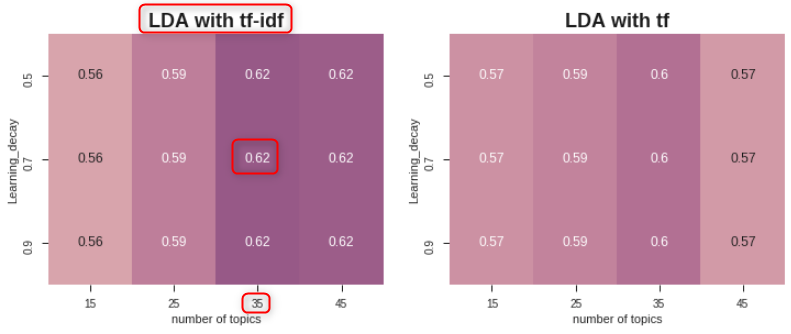 LDA with tf-idf
Learning_decay
0.5 0.56 0.59 0.62 0.62
0.7 0.56 0.59 0.62 0.62
0.9 0.56 0.59 0.62 0.62
15 25 35 45
number of topics
LDA with tf
Learning_decay
0.5 0.57 0.59 0.6 0.57
0.7 0.57 0.59 0.6 0.57
0.9 0.57 0.59 0.6 0.57
15 25 35 45
number of topics